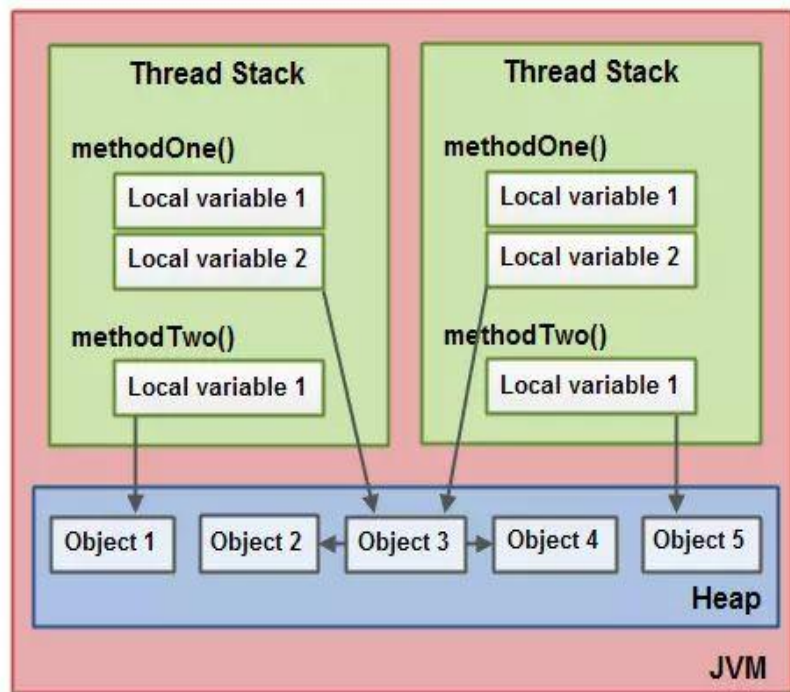 Thread Stack
methodOne()
Local variable 1
Local variable 2
methodTwo()
Local variable 1
Thread Stack
methodOne()
Local variable 1
Local variable 2
methodTwo()
Local variable 1
Object 1
Object 2
Object 3
Object 4
Object 5
Heap
JVM